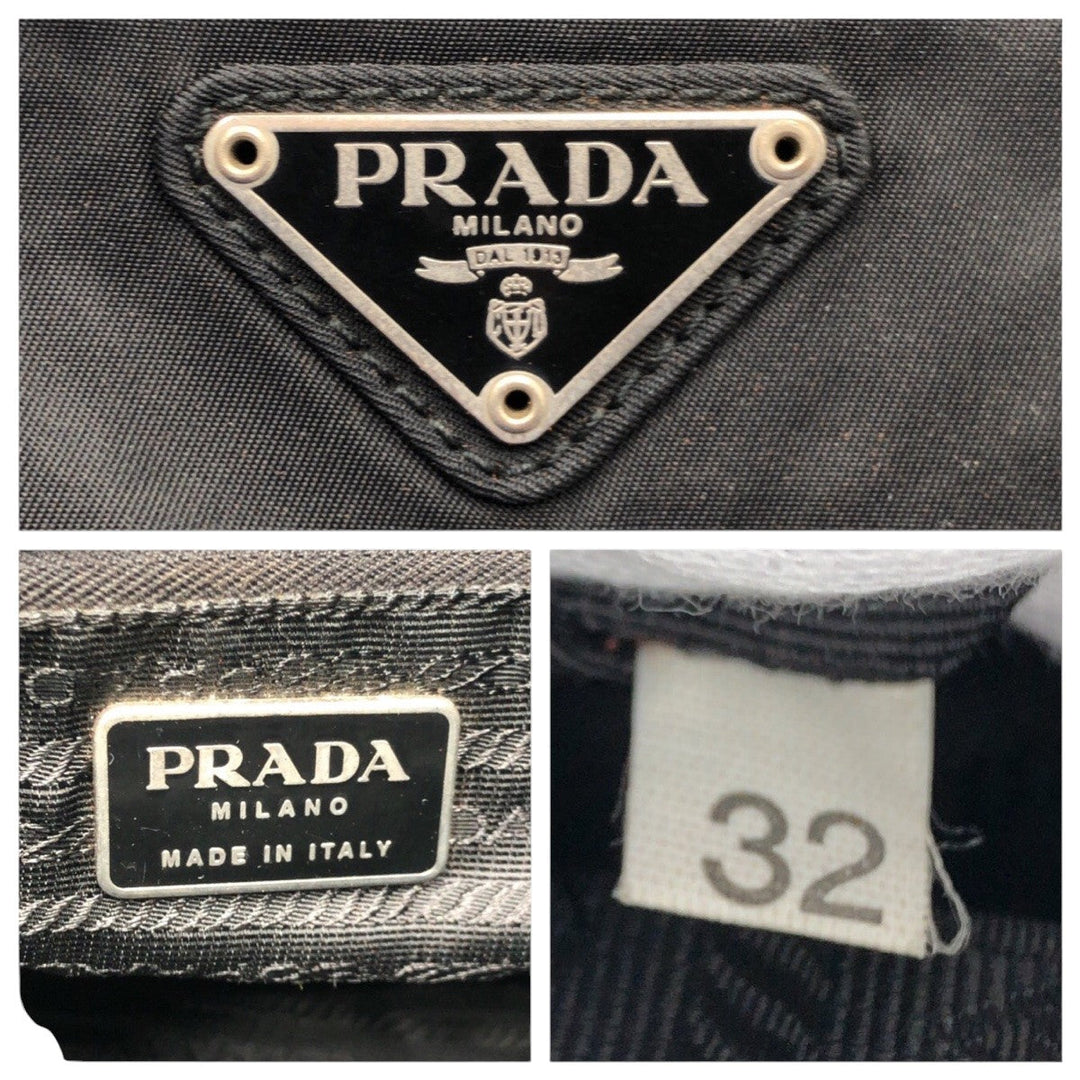 PRADA
MILANO
DAL 1913
PRADA
MILANO
MADE IN ITALY
32